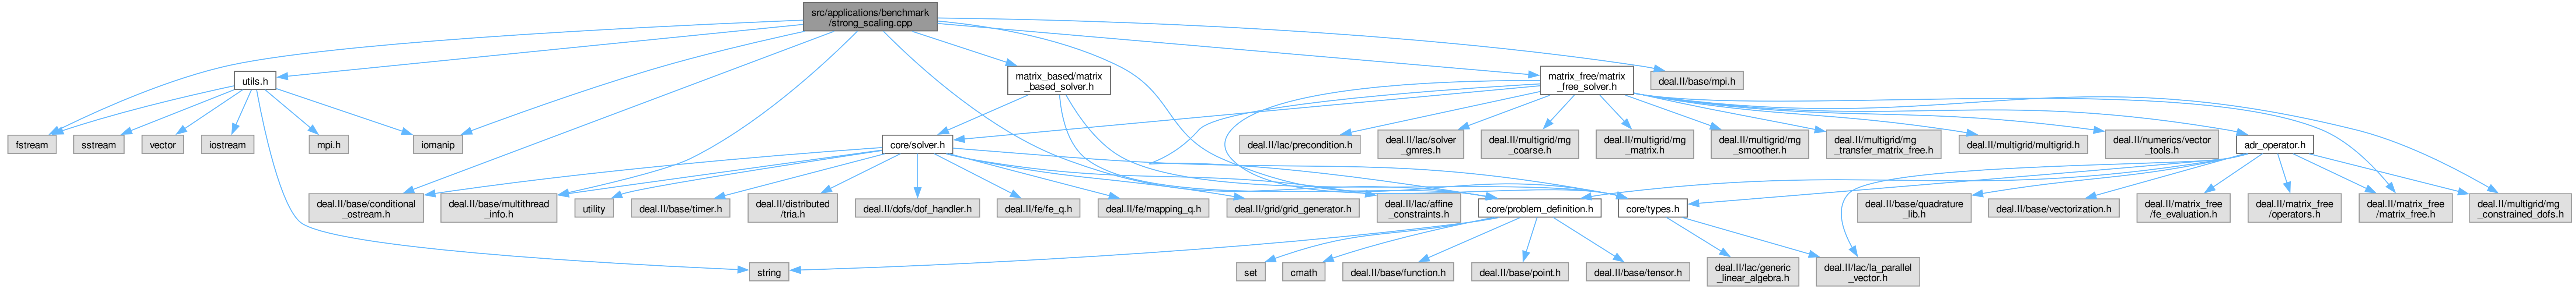 src/applications/benchmark
/strong_scaling.cpp
utils.h
matrix_based/matrix
_based_solver.h
matrix_free/matrix
_free_solver.h
deal.II/base/mpi.h
fstream
sstream
vector
iostream
mpi.h
iomanip
core/solver.h
deal.II/lac/precondition.h
deal.II/lac/solver
_gmres.h
deal.II/multigrid/mg
_coarse.h
deal.II/multigrid/mg
_matrix.h
deal.II/multigrid/mg
_smoother.h
deal.II/multigrid/mg
_transfer_matrix_free.h
deal.II/multigrid/multigrid.h
deal.II/numerics/vector
_tools.h
adr_operator.h
deal.II/base/conditional
_ostream.h
deal.II/base/multithread
_info.h
utility
deal.II/base/timer.h
deal.II/distributed
/tria.h
deal.II/dofs/dof_handler.h
deal.II/fe/fe_q.h
deal.II/fe/mapping_q.h
deal.II/grid/grid_generator.h
deal.II/lac/affine
_constraints.h
core/problem_definition.h
core/types.h
deal.II/base/quadrature
_lib.h
deal.II/base/vectorization.h
deal.II/matrix_free
/fe_evaluation.h
deal.II/matrix_free
/operators.h
deal.II/matrix_free
/matrix_free.h
deal.II/multigrid/mg
_constrained_dofs.h
string
set
cmath
deal.II/base/function.h
deal.II/base/point.h
deal.II/base/tensor.h
deal.II/lac/generic
_linear_algebra.h
deal.II/lac/la_parallel
_vector.h